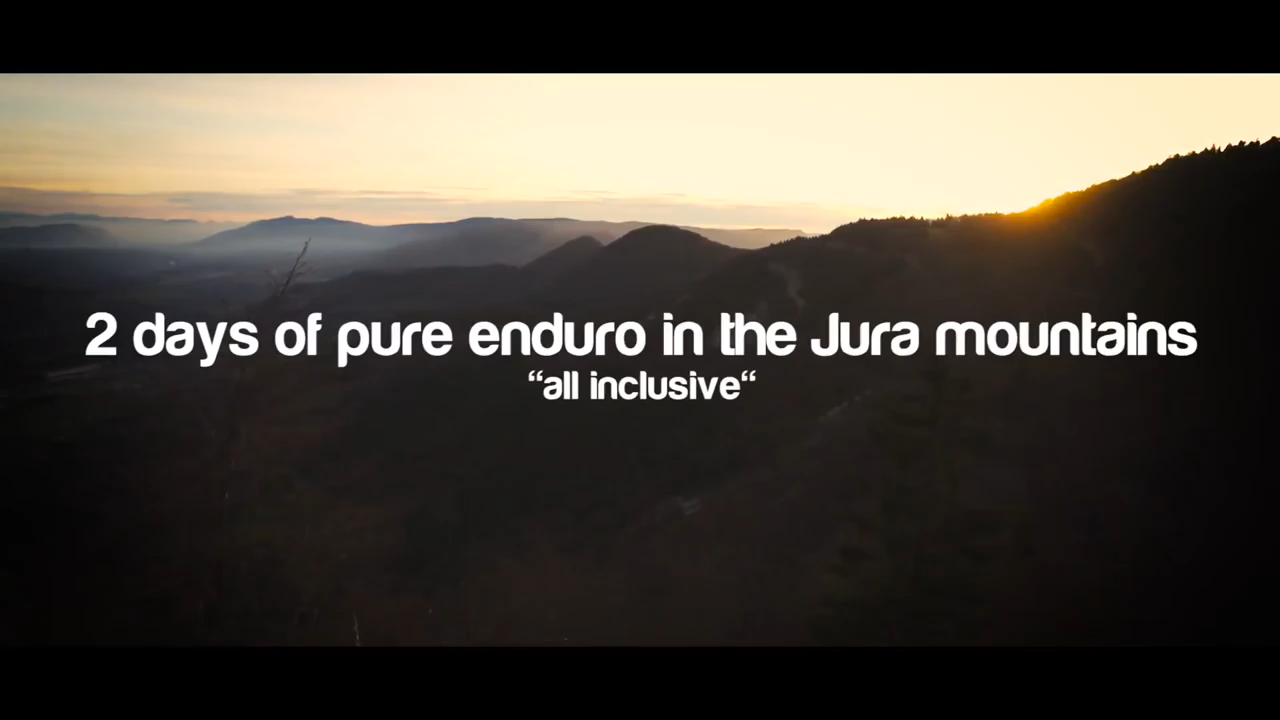 2 days of pure enduro in the Jura mountains
“all inclusive“